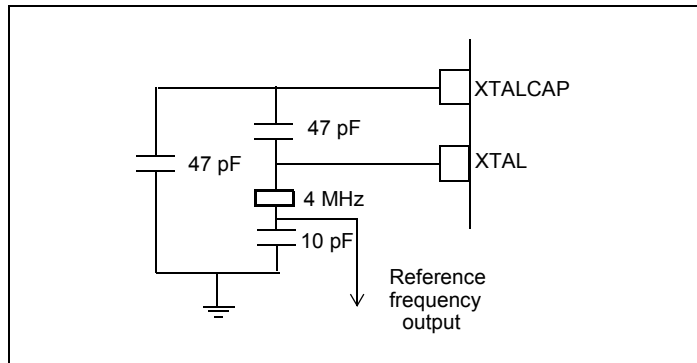 XTALCAP
47 pF
47 pF
XTAL
4 MHz
10 pF
Reference
frequency
output